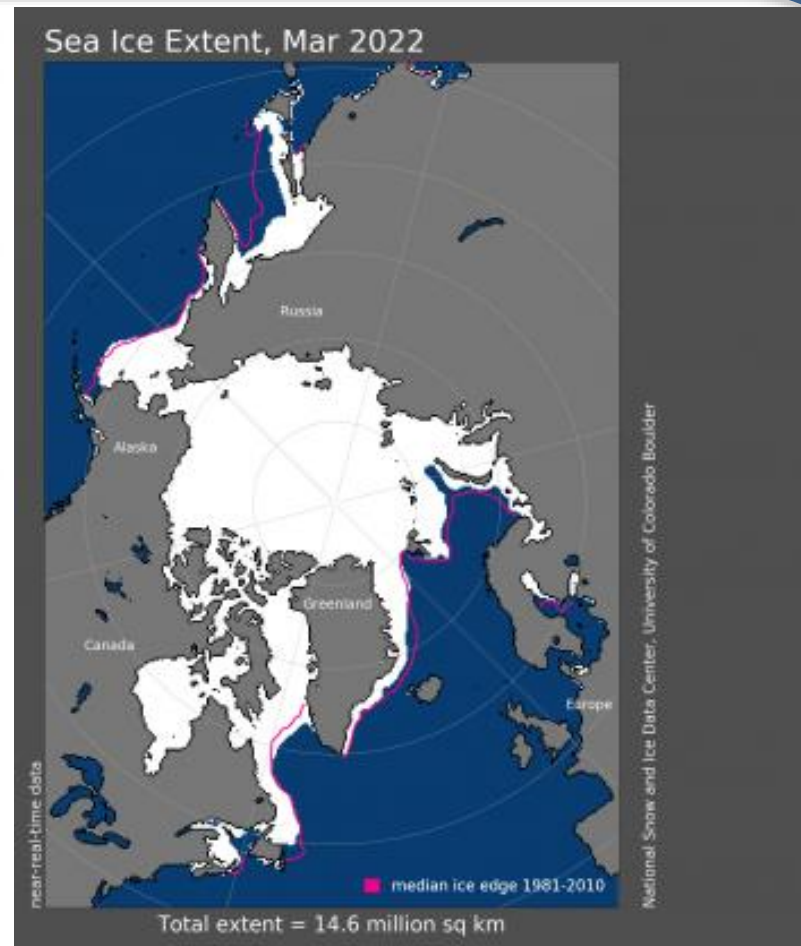 Sea Ice Extent, Mar 2022
Russia
Alaska
Greenland
Canada
Europe
near-real-time data
National Snow and Ice Data Center, University of Colorado Boulder
median ice edge 1981-2010
Total extent = 14.6 million sq km